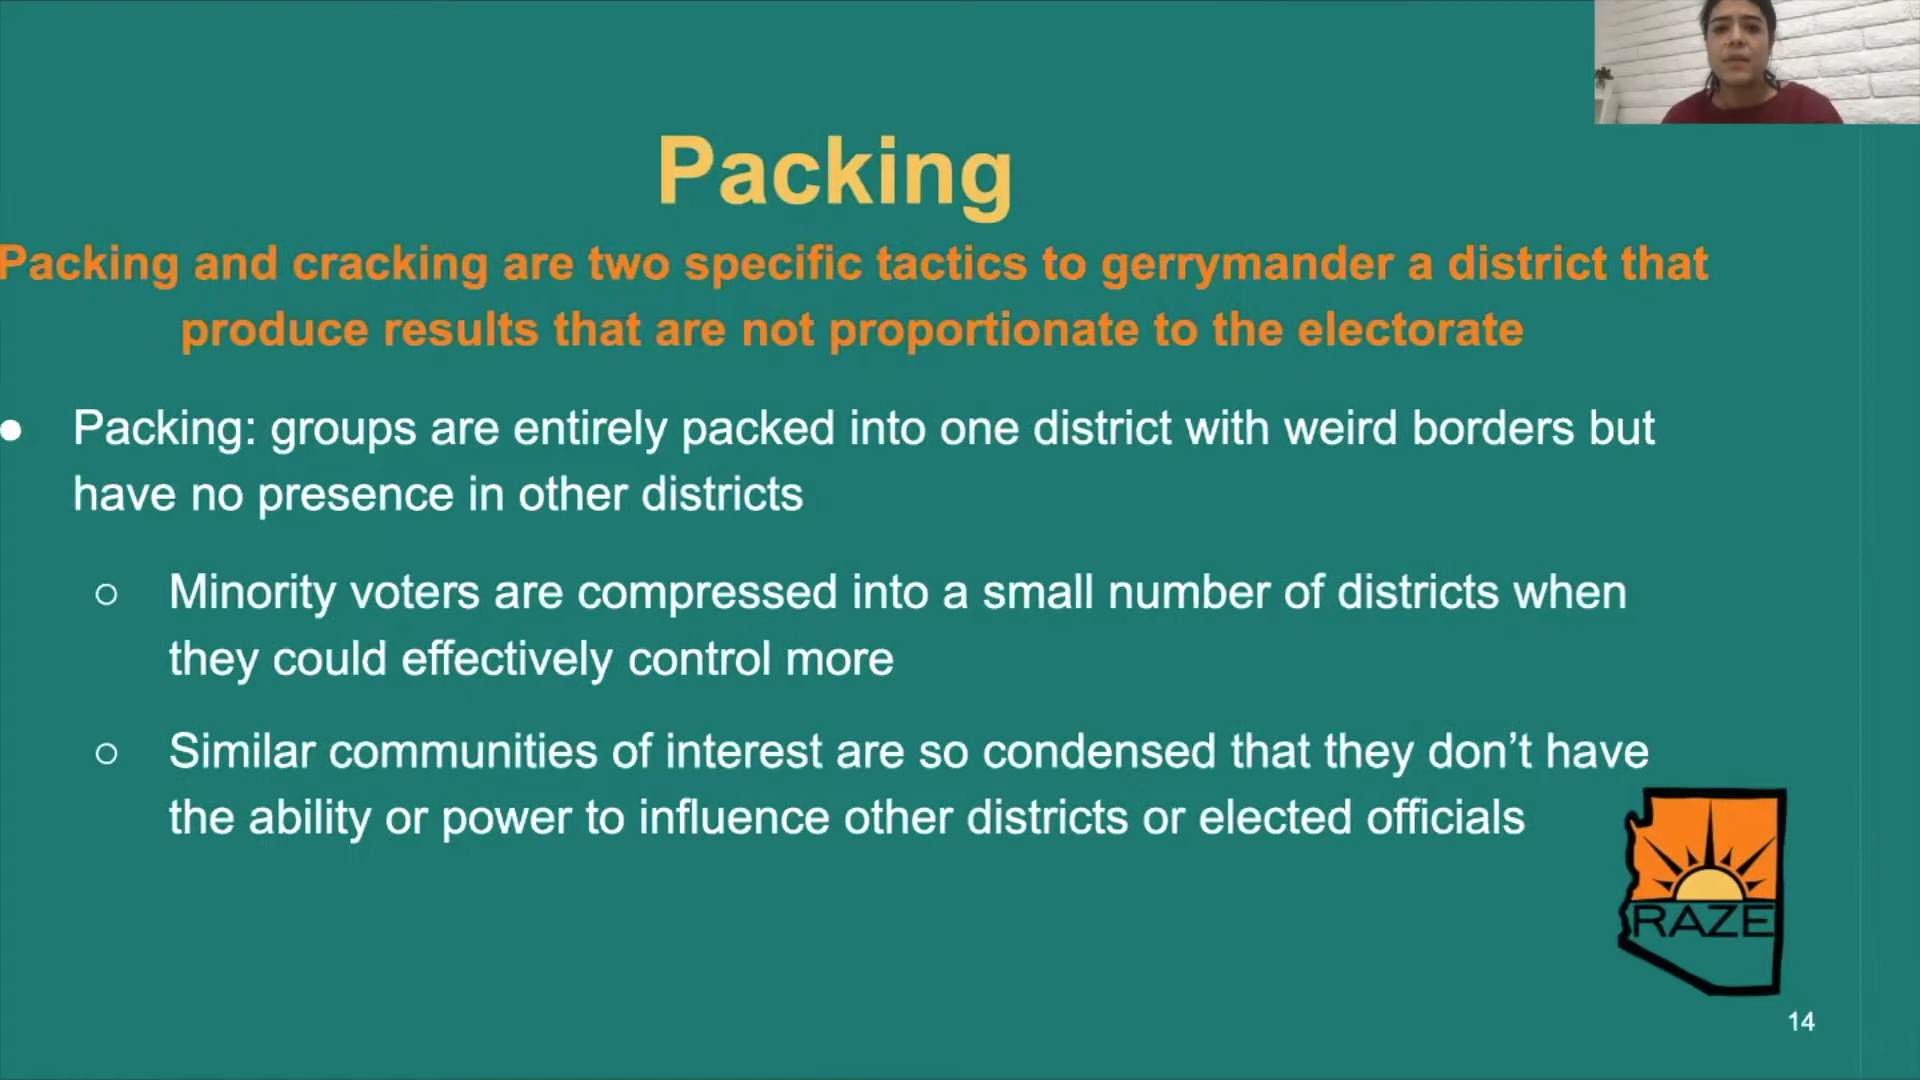 Packing
Packing and cracking are two specific tactics to gerrymander a district that
produce results that are not proportionate to the electorate
● Packing: groups are entirely packed into one district with weird borders but
have no presence in other districts
○ Minority voters are compressed into a small number of districts when
they could effectively control more
○ Similar communities of interest are so condensed that they don’t have
the ability or power to influence other districts or elected officials
RAZE
14